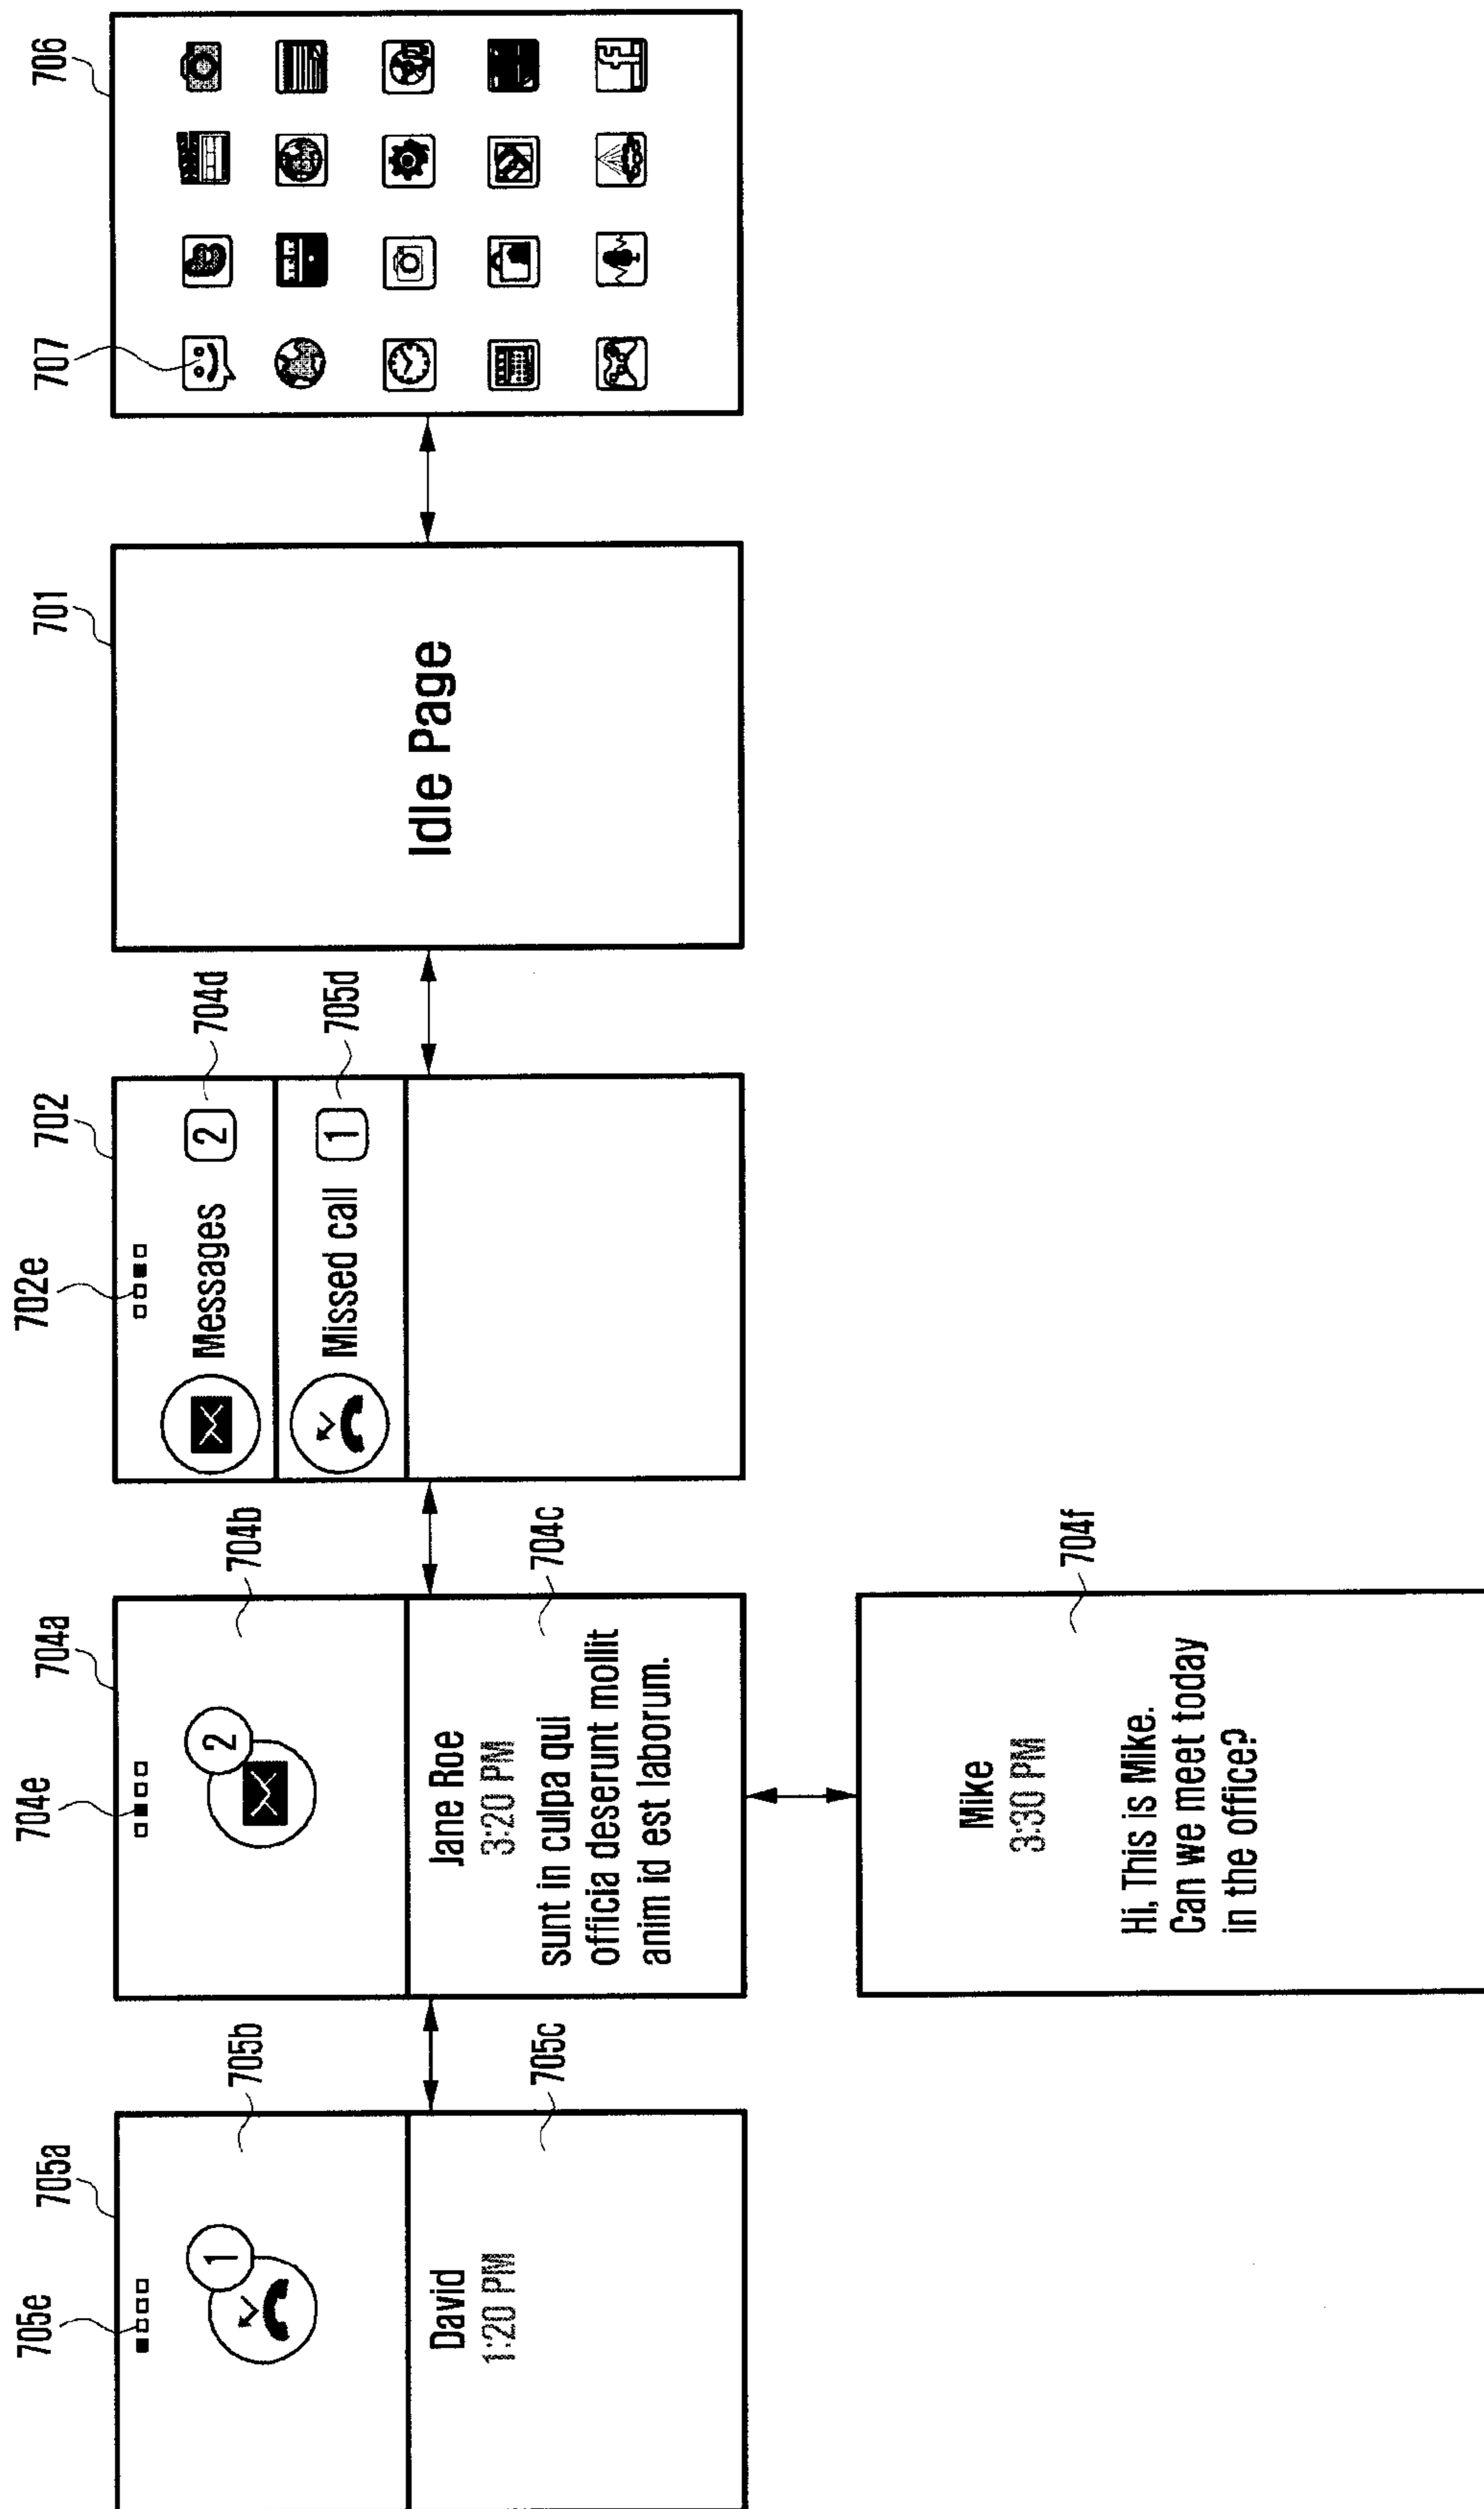 705a
705e
1
705b
David
1:20 PM
705c
704a
704e
2
704b
Jane Roe
3:20 PM
sunt in culpa qui
officia deserunt mollit
anim id est laborum.
704c
Mike
3:30 PM
Hi, This is Mike.
Can we meet today
in the office?
704f
702
702e
Messages 2
704d
Missed call 1
705d
701
Idle Page
706
707